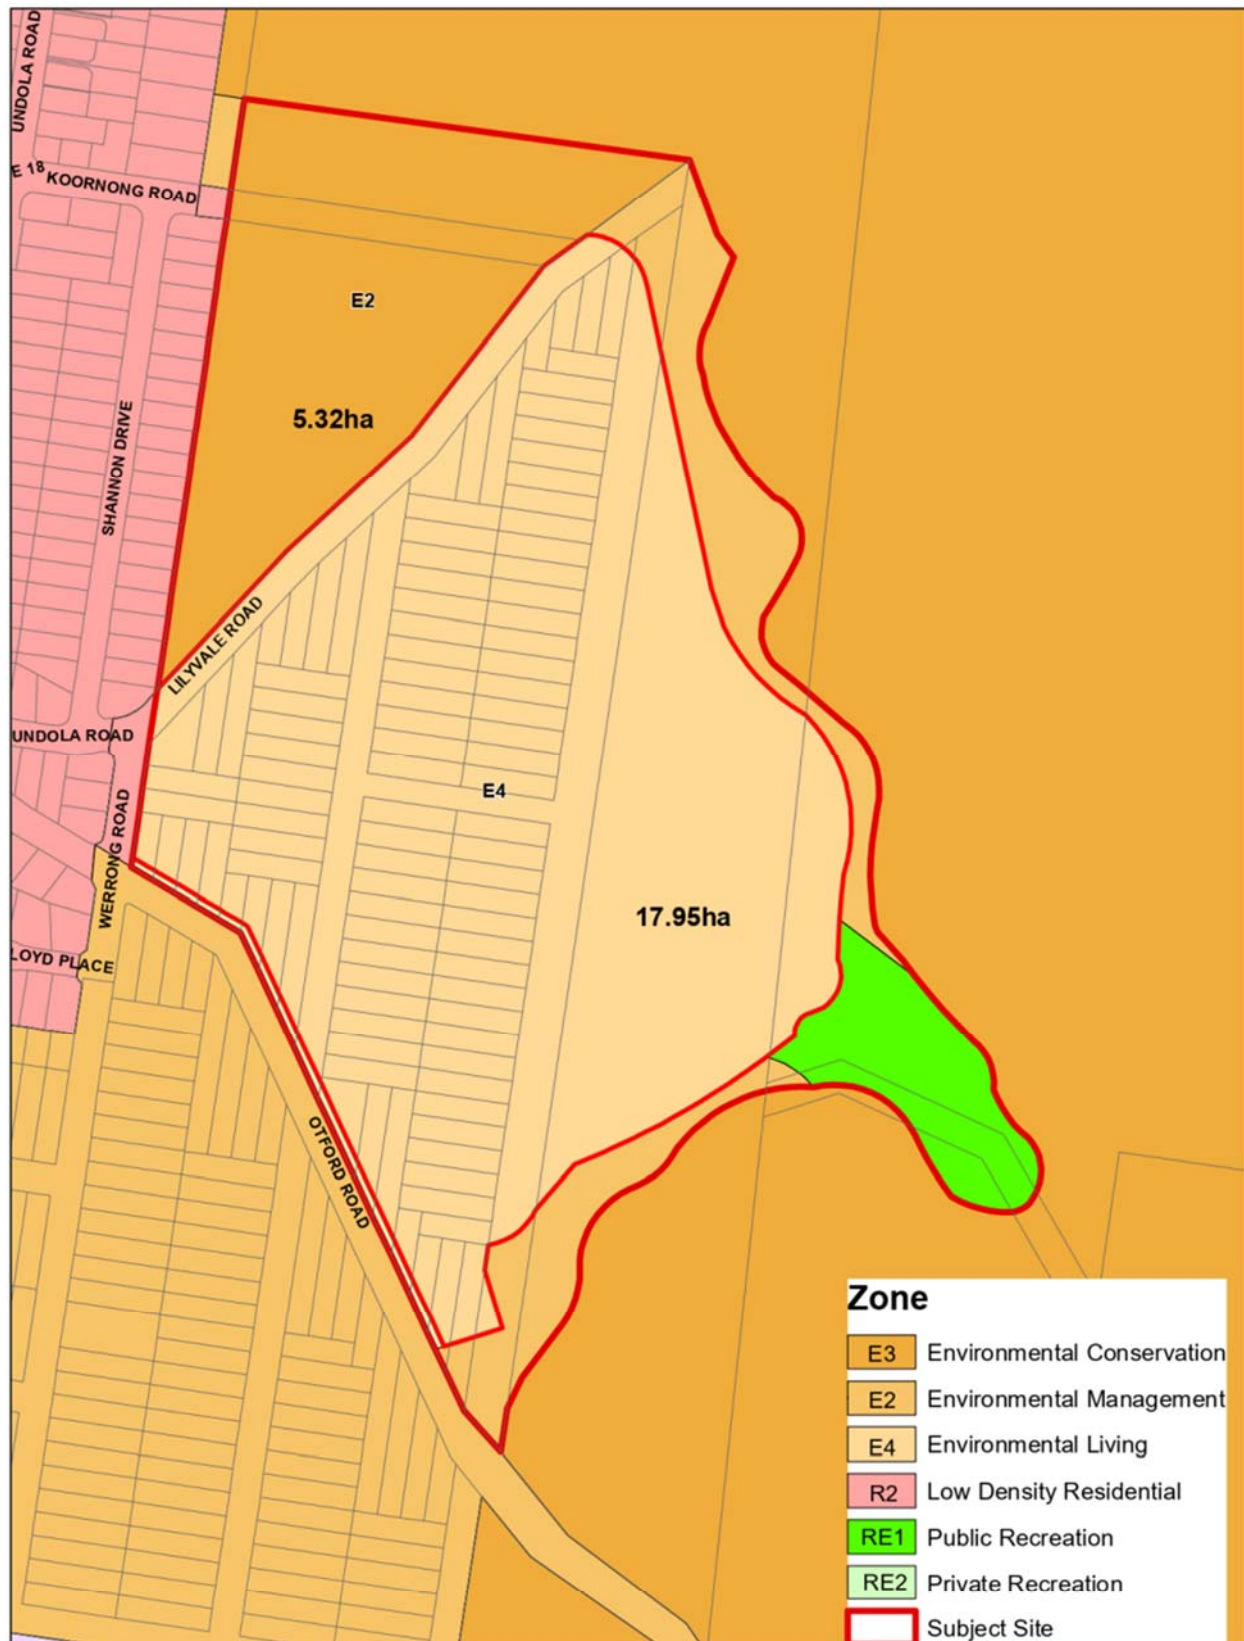 UNDOLA ROAD
E 18
KOORNONG ROAD
E2
5.32ha
SHANNON DRIVE
LILYVALE ROAD
UNDOLA ROAD
E4
WERRONG ROAD
17.95ha
LOYD PLACE
OTFORD ROAD
Zone
E3 Environmental Conservation
E2 Environmental Management
E4 Environmental Living
R2 Low Density Residential
RE1 Public Recreation
RE2 Private Recreation
Subject Site